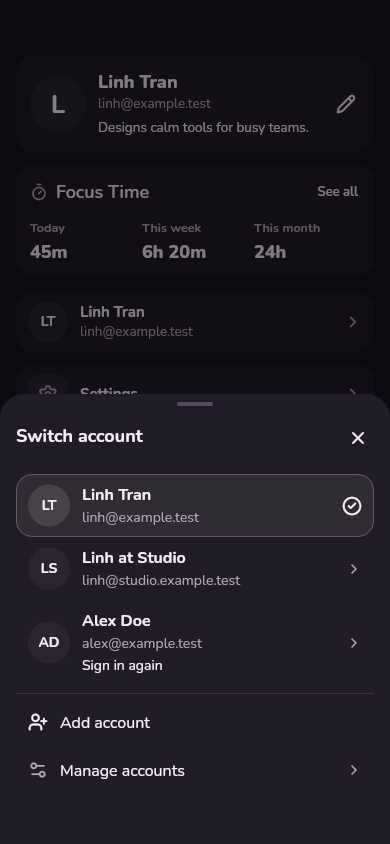 L
Linh Tran
linh@example.test
Designs calm tools for busy teams.
Focus Time
See all
Today
This week
This month
45m
6h 20m
24h
LT
Linh Tran
linh@example.test
Settings
Switch account
LT
Linh Tran
linh@example.test
LS
Linh at Studio
linh@studio.example.test
AD
Alex Doe
alex@example.test
Sign in again
Add account
Manage accounts